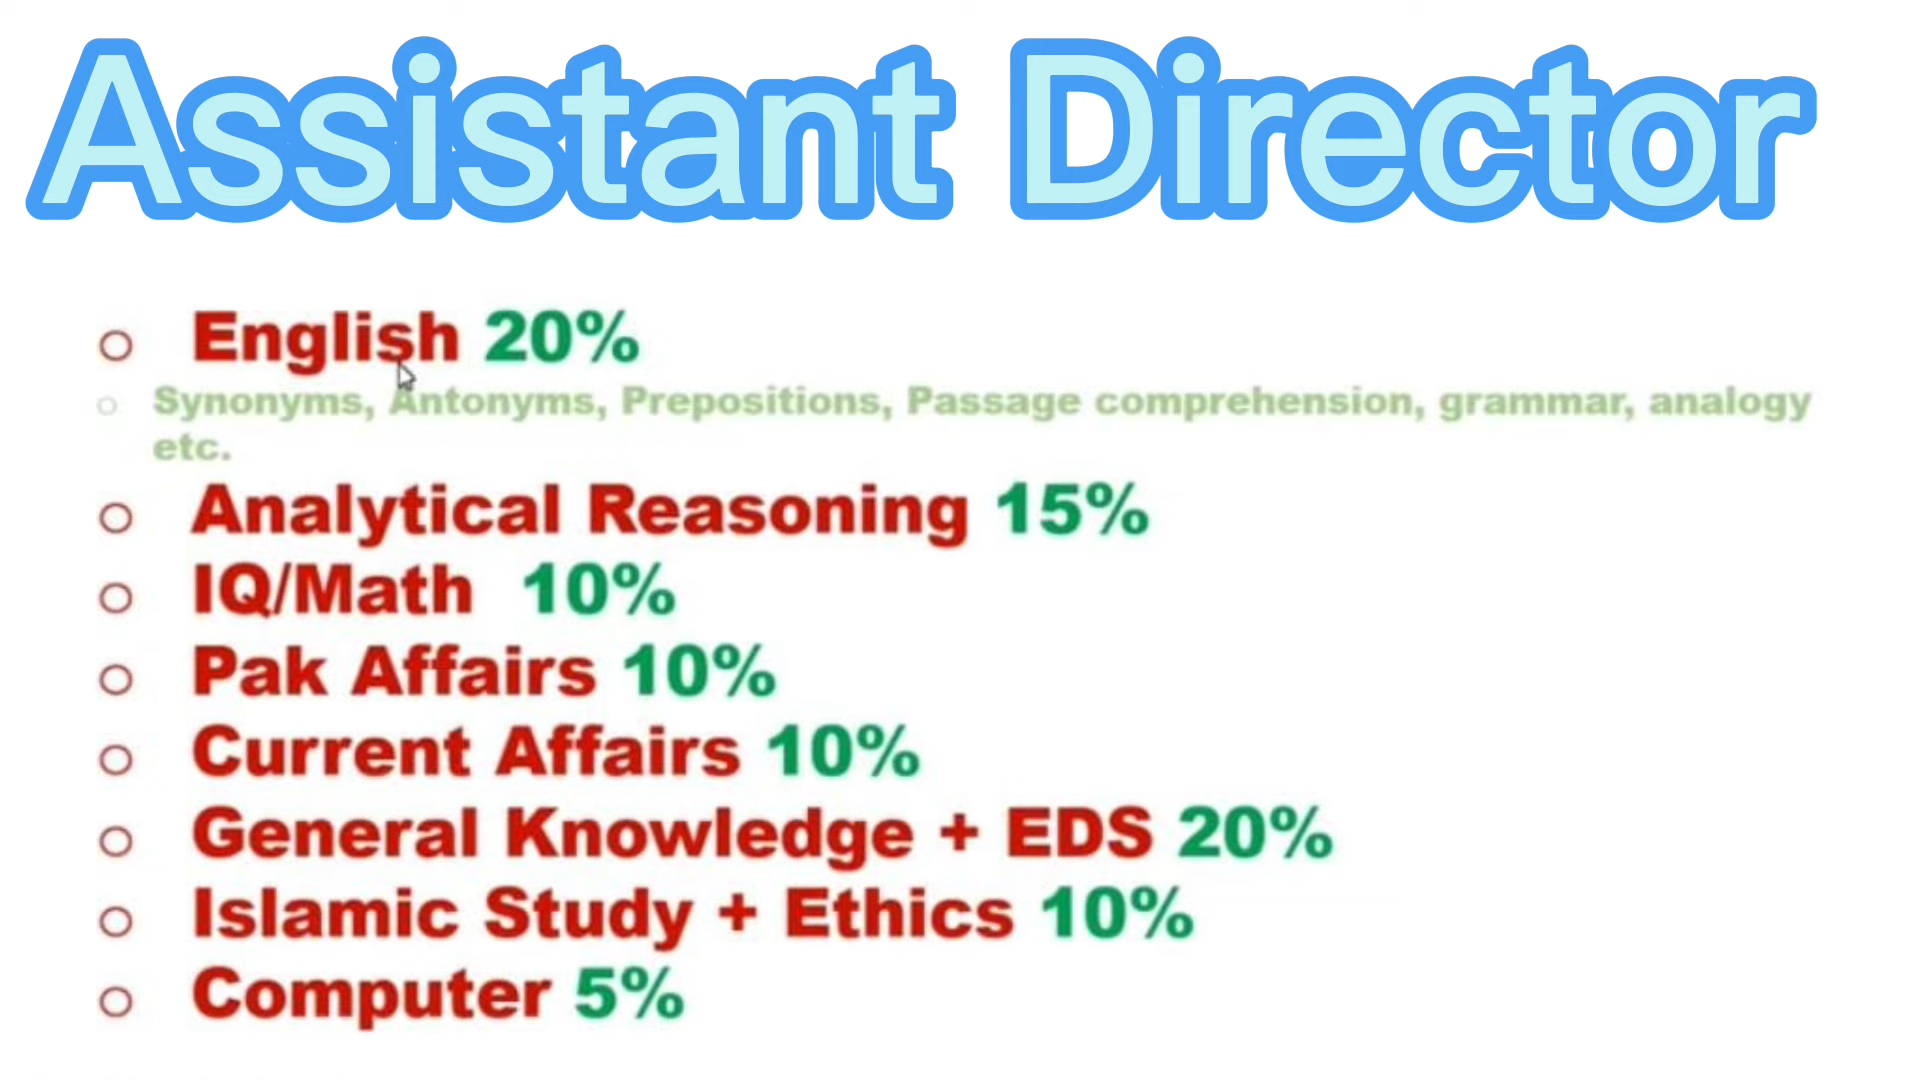 Assistant Director
English 20%
Synonyms, Antonyms, Prepositions, Passage comprehension, grammar, analogy
etc.
Analytical Reasoning 15%
IQ/Math 10%
Pak Affairs 10%
Current Affairs 10%
General Knowledge + EDS 20%
Islamic Study + Ethics 10%
Computer 5%